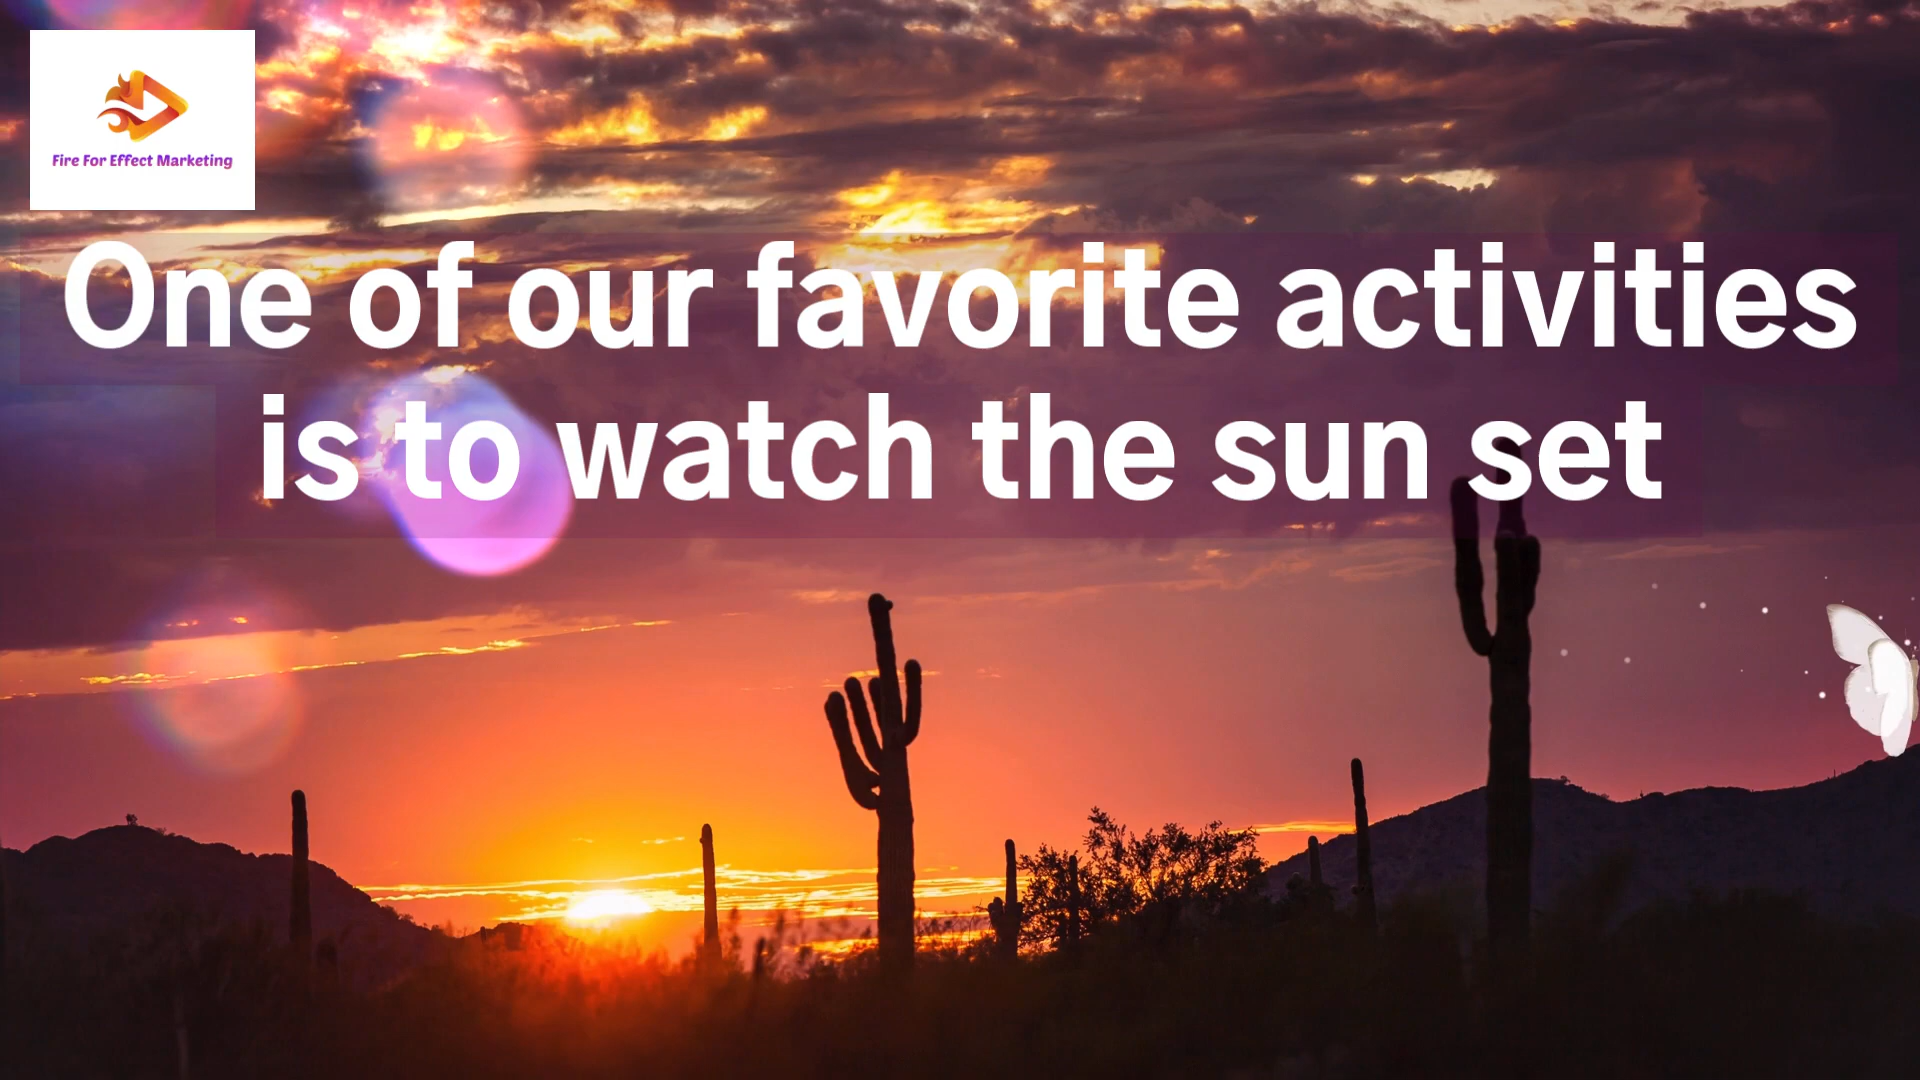 Fire For Effect Marketing
One of our favorite activities
is to watch the sun set